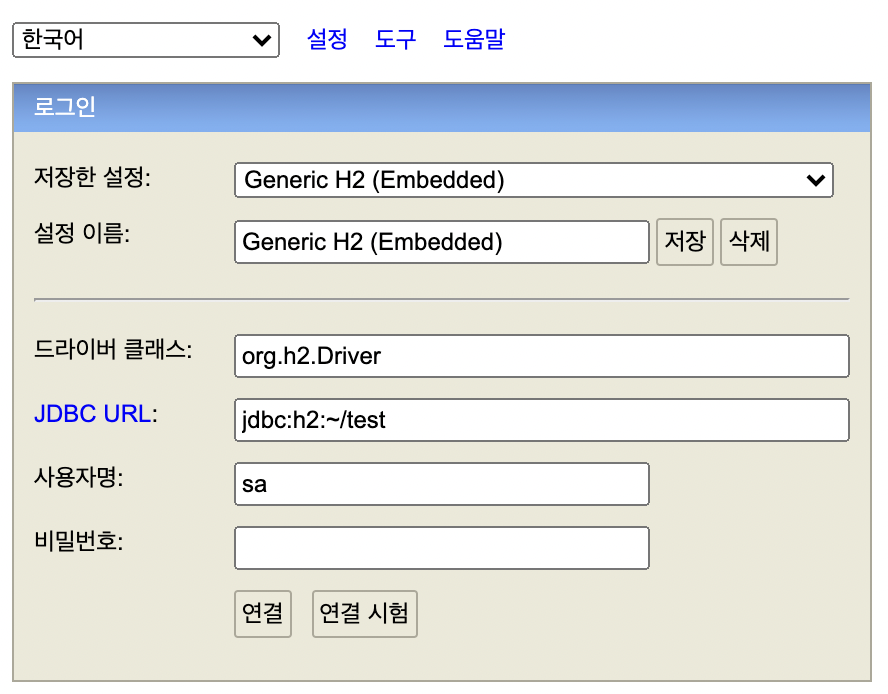 한국어 설정 도구 도움말
로그인
저장한 설정: Generic H2 (Embedded)
설정 이름: Generic H2 (Embedded) 저장 삭제
드라이버 클래스: org.h2.Driver
JDBC URL: jdbc:h2:~/test
사용자명: sa
비밀번호:
연결 연결 시험